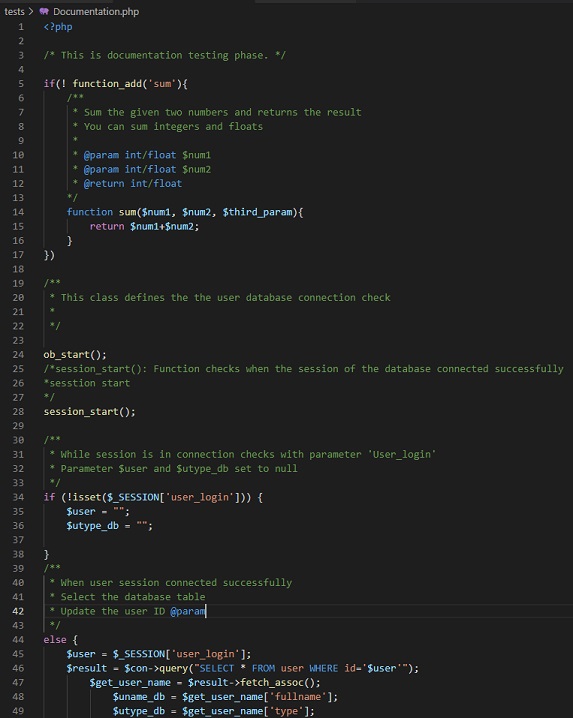 tests > Documentation.php
1 <?php
2
3 /* This is documentation testing phase. */
4
5 if(! function_add('sum'){
6 /**
7 * Sum the given two numbers and returns the result
8 * You can sum integers and floats
9 *
10 * @param int/float $num1
11 * @param int/float $num2
12 * @return int/float
13 */
14 function sum($num1, $num2, $third_param){
15 return $num1+$num2;
16 }
17 })
18
19 /**
20 * This class defines the the user database connection check
21 *
22 */
23
24 ob_start();
25 /*session_start(): Function checks when the session of the database connected successfully
26 *sesstion start
27 */
28 session_start();
29
30 /**
31 * While session is in connection checks with parameter 'User_login'
32 * Parameter $user and $utype_db set to null
33 */
34 if (!isset($_SESSION['user_login'])) {
35 $user = "";
36 $utype_db = "";
37
38 }
39 /**
40 * When user session connected successfully
41 * Select the database table
42 * Update the user ID @param
43 */
44 else {
45 $user = $_SESSION['user_login'];
46 $result = $con->query("SELECT * FROM user WHERE id='$user'");
47 $get_user_name = $result->fetch_assoc();
48 $uname_db = $get_user_name['fullname'];
49 $utype_db = $get_user_name['type'];